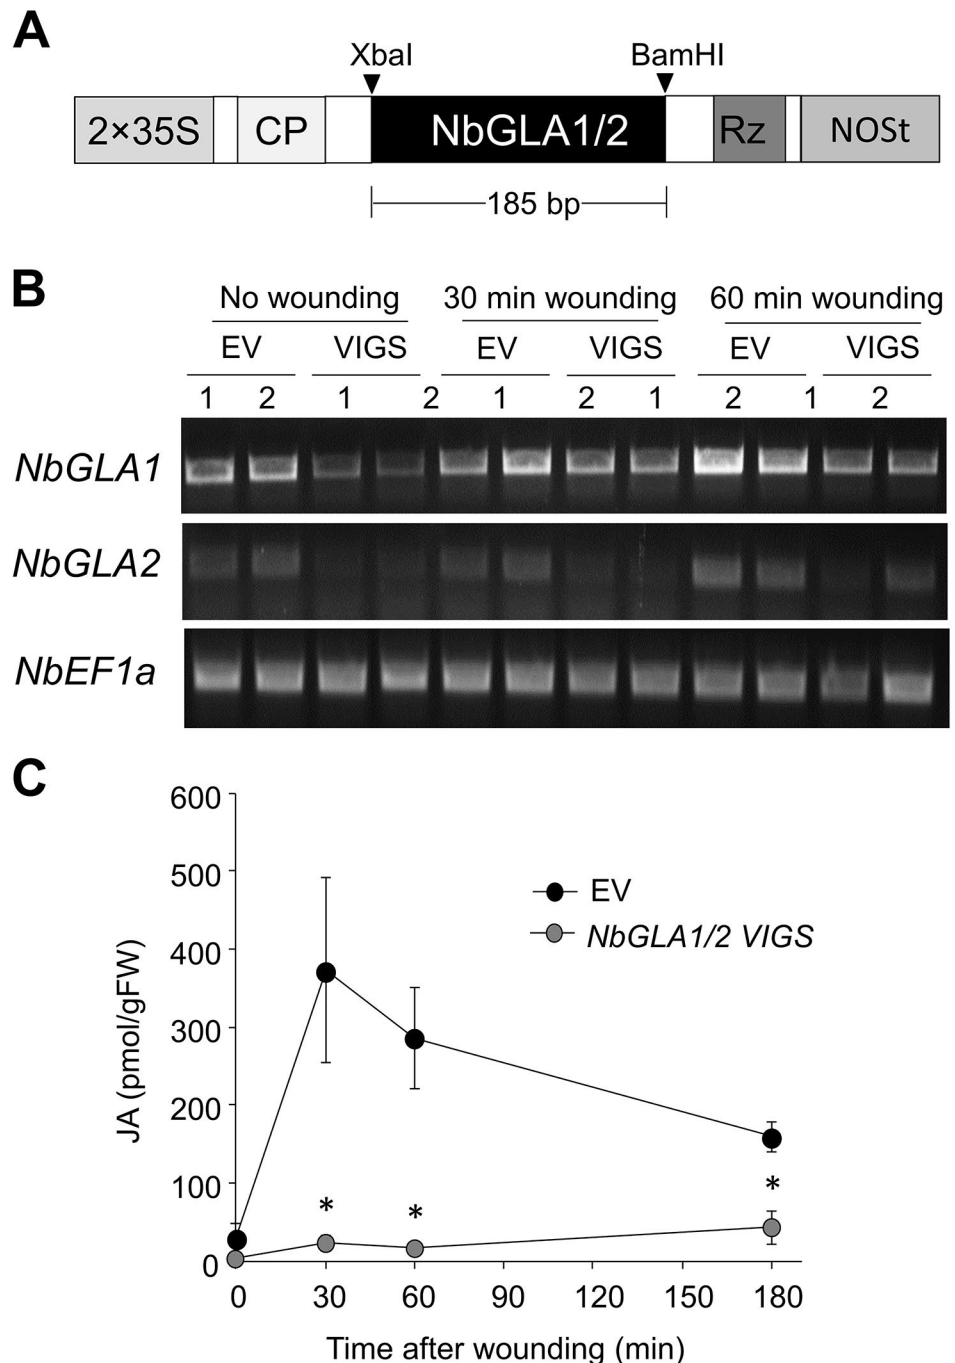 A
XbaI BamHI
2×35S CP NbGLA1/2 Rz NOSt
185 bp
B
No wounding 30 min wounding 60 min wounding
EV VIGS EV VIGS EV VIGS
1 2 1 2 1 2 1 2 1 2
NbGLA1
NbGLA2
NbEF1a
C
600
500
400
300
200
100
0
JA (pmol/gFW)
EV
NbGLA1/2 VIGS
* * *
0 30 60 90 120 150 180
Time after wounding (min)